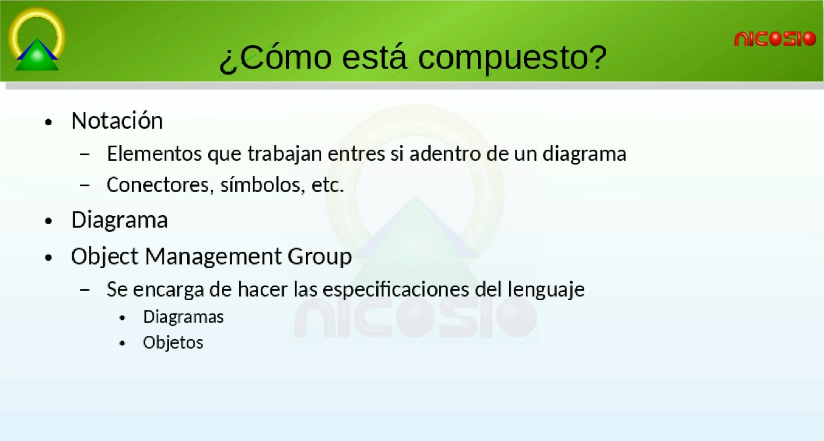 ¿Cómo está compuesto?
NICOSIO
• Notación
– Elementos que trabajan entres si adentro de un diagrama
– Conectores, símbolos, etc.
• Diagrama
• Object Management Group
– Se encarga de hacer las especificaciones del lenguaje
• Diagramas
• Objetos
NICOSIO